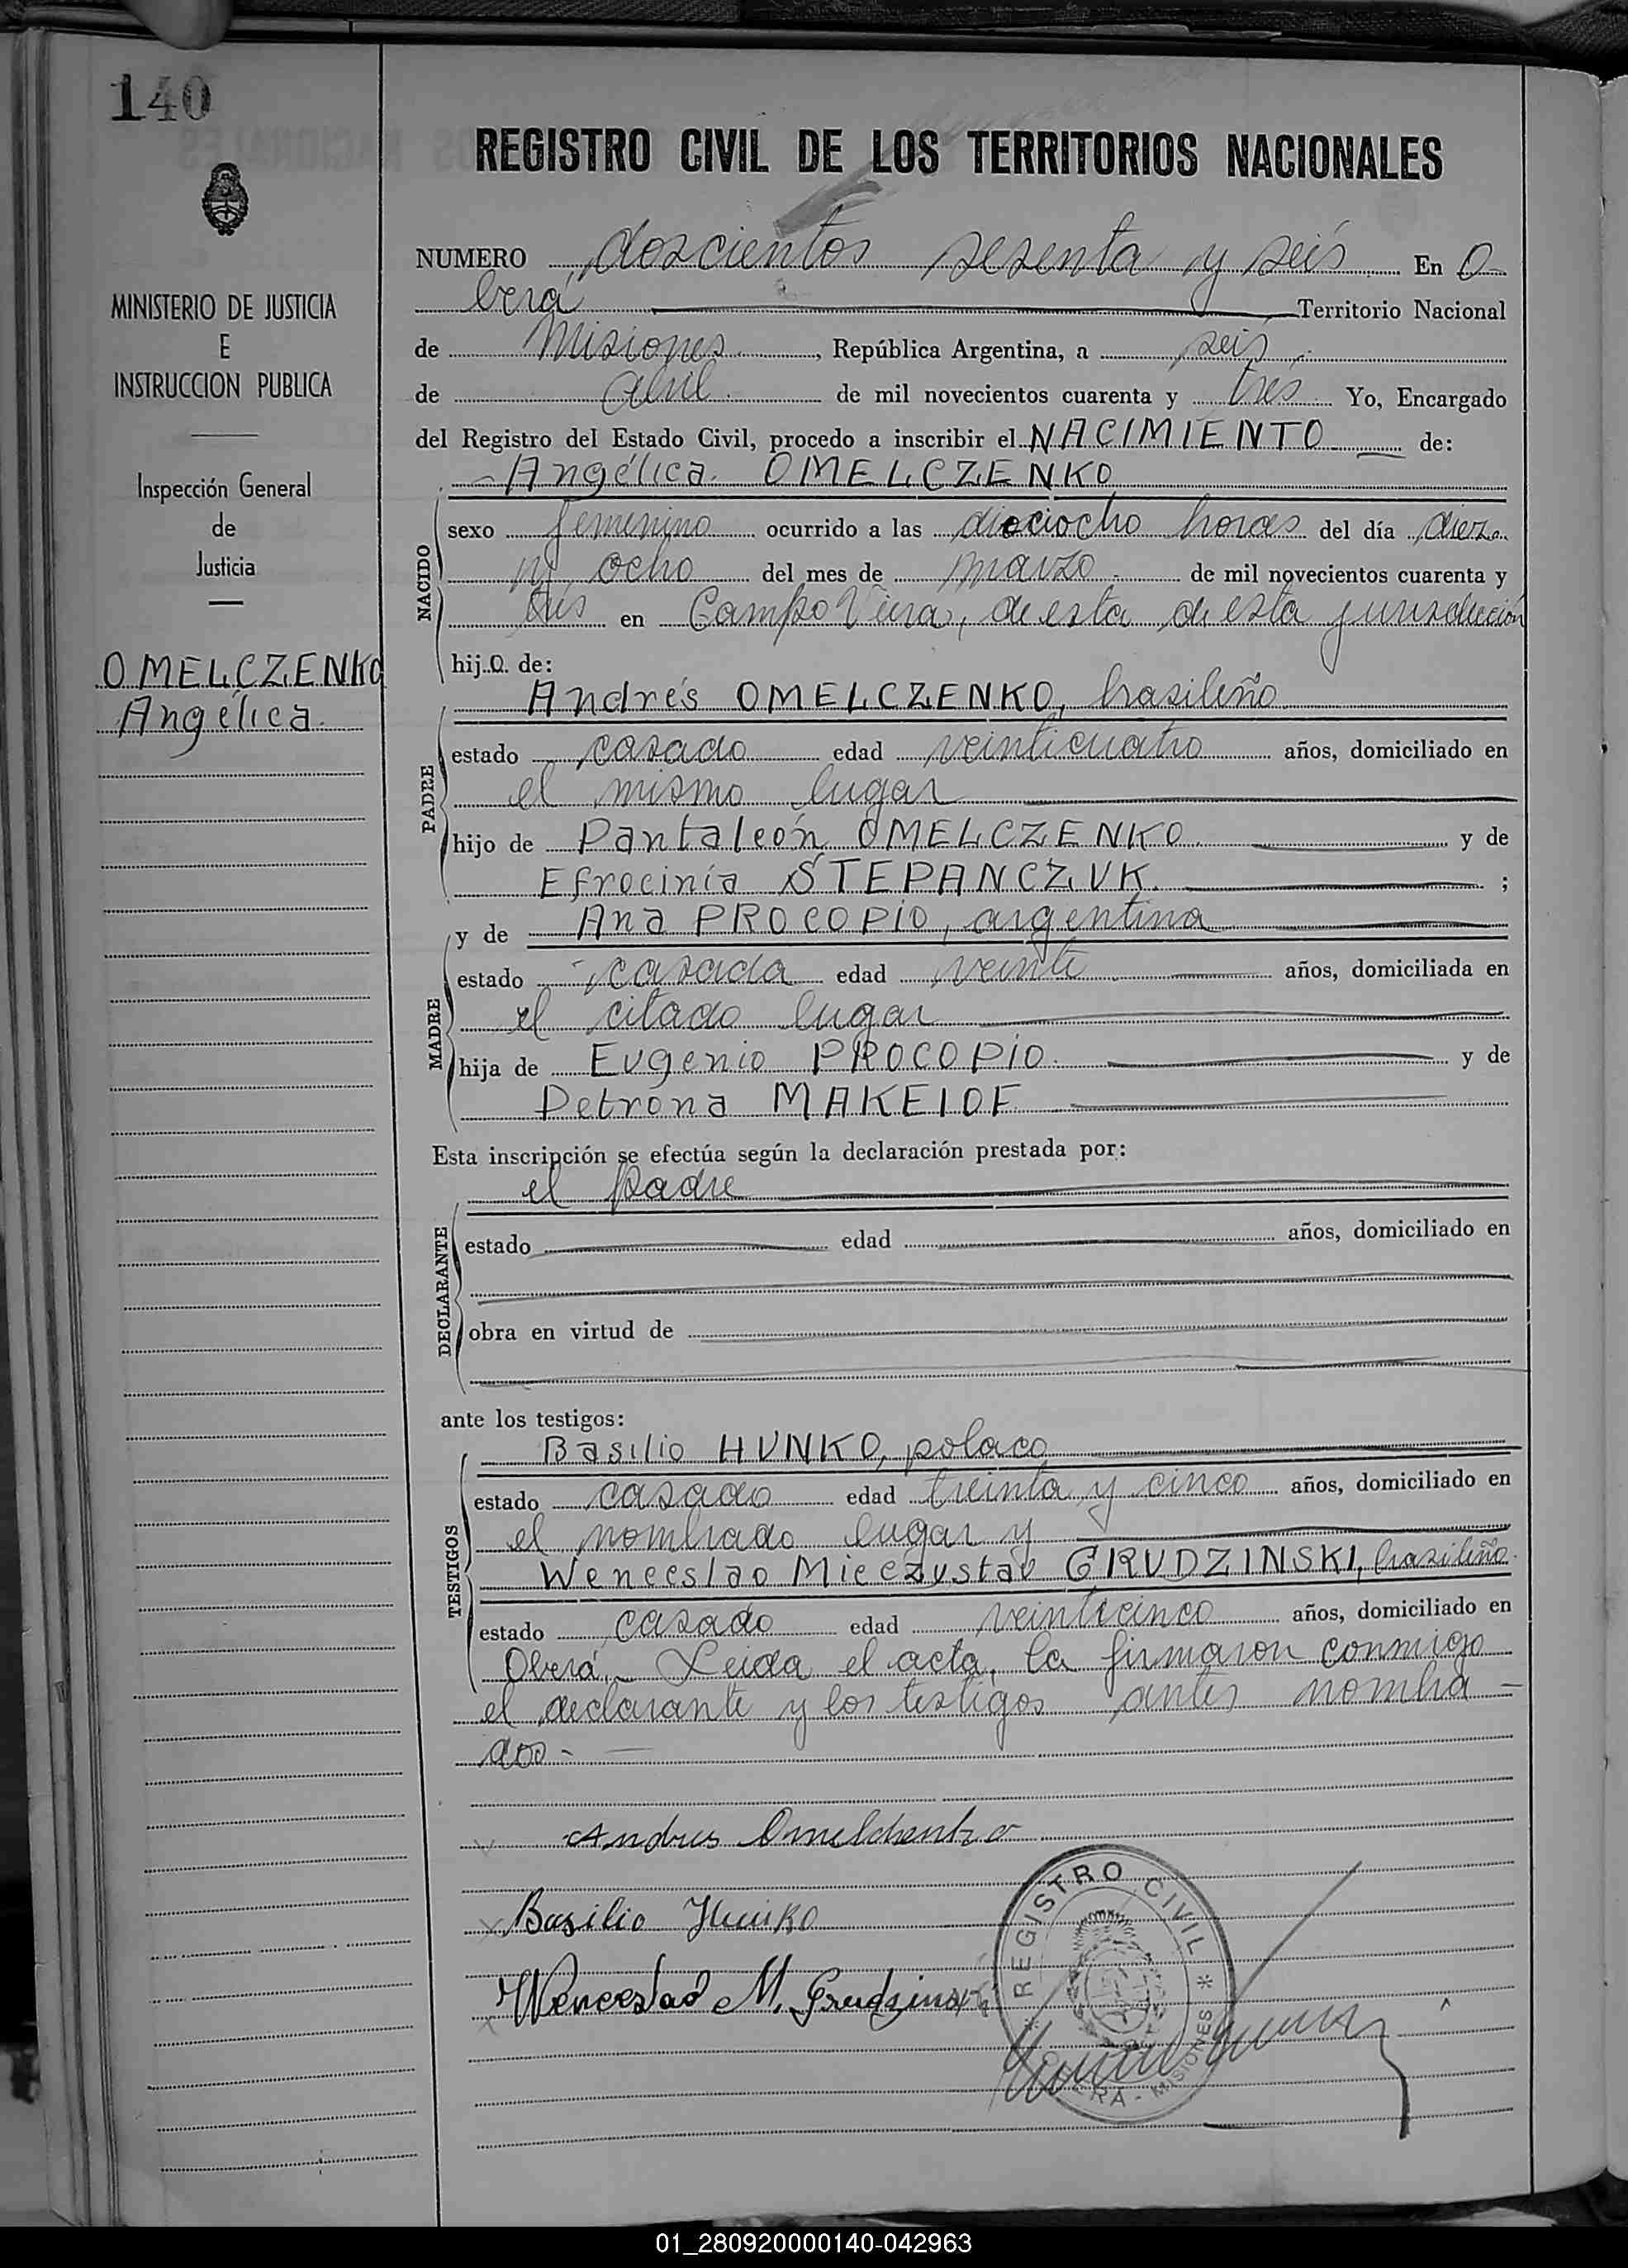 140
REGISTRO CIVIL DE LOS TERRITORIOS NACIONALES
MINISTERIO DE JUSTICIA
E
INSTRUCCION PUBLICA
Inspección General
de
Justicia
OMELCZENKO
Angélica
NUMERO doscientos sesenta y seis En O-
berá Territorio Nacional
de Misiones, República Argentina, a seis
de Abril de mil novecientos cuarenta y tres Yo, Encargado
del Registro del Estado Civil, procedo a inscribir el NACIMIENTO de:
Angélica OMELCZENKO
NACIDO
sexo femenino ocurrido a las dieciocho horas del día diez
y ocho del mes de marzo de mil novecientos cuarenta y
tres en Campo Viera, de esta de esta jurisdicción
hija de:
Andrés OMELCZENKO, brasileño
PADRE
estado casado edad veinticuatro años, domiciliado en
el mismo lugar
hijo de Pantaleón OMELCZENKO y de
Efrocinia STEPANCZUK ;
y de Ana PROCOPIO, argentina
MADRE
estado casada edad veinte años, domiciliada en
el citado lugar
hija de Eugenio PROCOPIO y de
Petrona MAKEIOF
Esta inscripción se efectúa según la declaración prestada por:
el padre
DECLARANTE
estado edad años, domiciliado en
obra en virtud de
ante los testigos:
Basilio HUNKO, polaco
TESTIGOS
estado casado edad treinta y cinco años, domiciliado en
el nombrado lugar y
Wenceslao Mieczystav GRUDZINSKI, brasileño
estado casado edad veinticinco años, domiciliado en
Oberá. Leida el acta, la firmaron conmigo
el declarante y los testigos antes nombra-
dos.-
Andres Omelchenko
Basilio Hunko
Wenceslao M. Grudzinski
REGISTRO CIVIL
MISIONES
01_280920000140-042963